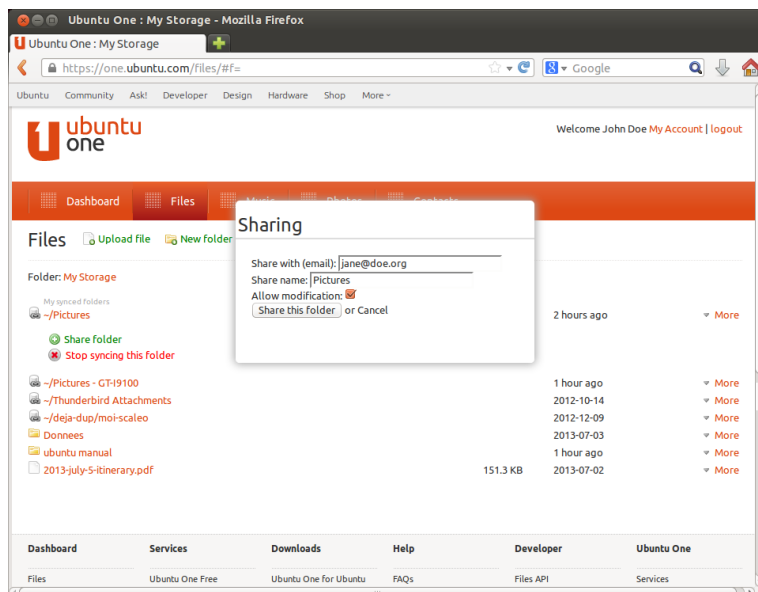 Ubuntu One : My Storage - Mozilla Firefox
Ubuntu One : My Storage
https://one.ubuntu.com/files/#f=
Google
Ubuntu Community Ask! Developer Design Hardware Shop More
ubuntu
one
Welcome John Doe My Account | logout
Dashboard Files Music Photos Contacts
Sharing
Files Upload file New folder
Share with (email): jane@doe.org
Share name: Pictures
Allow modification:
Share this folder or Cancel
Folder: My Storage
My synced folders
~/Pictures 2 hours ago More
Share folder
Stop syncing this folder
~/Pictures - GT-I9100 1 hour ago More
~/Thunderbird Attachments 2012-10-14 More
~/deja-dup/moi-scaleo 2012-12-09 More
Donnees 2013-07-03 More
ubuntu manual 1 hour ago More
2013-july-5-itinerary.pdf 151.3 KB 2013-07-02 More
Dashboard Services Downloads Help Developer Ubuntu One
Files Ubuntu One Free Ubuntu One for Ubuntu FAQs Files API Services